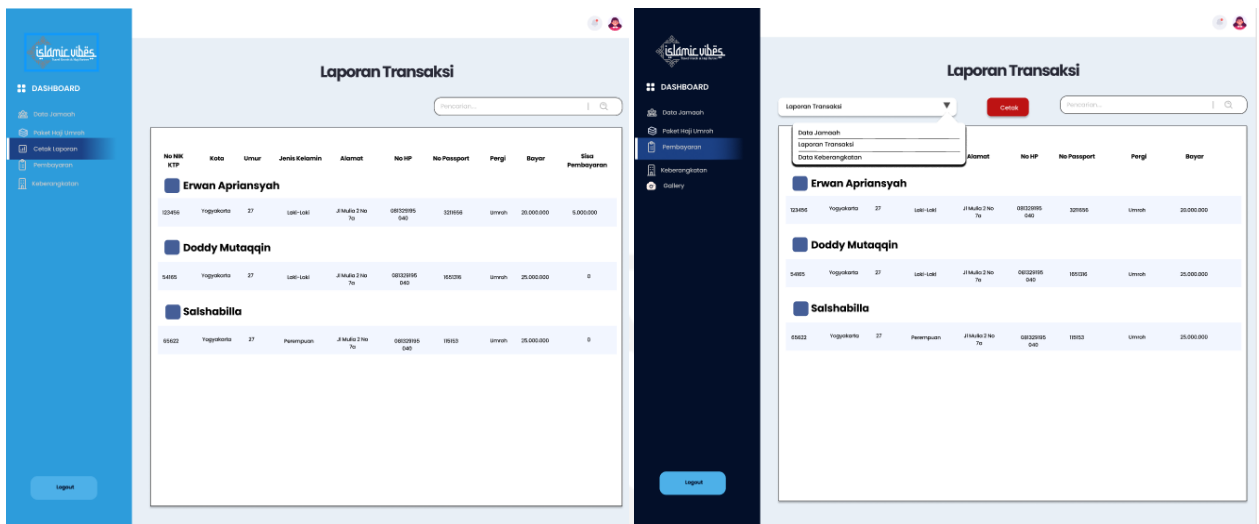 islamic vibes
DASHBOARD
Data Jamaah
Paket Haji Umroh
Cetak Laporan
Pembayaran
Keberangkatan
Logout
Laporan Transaksi
Pencarian...
No NIK KTP Kota Umur Jenis Kelamin Alamat No HP No Passport Pergi Bayar Sisa Pembayaran
Erwan Apriansyah
123456 Yogyakarta 27 Laki-Laki Jl Mulia 2 No 7a 081329195 040 3211656 Umroh 20.000.000 5.000.000
Doddy Mutaqqin
54165 Yogyakarta 27 Laki-Laki Jl Mulia 2 No 7a 081329195 040 1651316 Umroh 25.000.000 0
Salshabilla
65622 Yogyakarta 27 Perempuan Jl Mulia 2 No 7a 081329195 040 115153 Umroh 25.000.000 0
islamic vibes
DASHBOARD
Data Jamaah
Paket Haji Umroh
Pembayaran
Keberangkatan
Gallery
Logout
Laporan Transaksi
Laporan Transaksi
Cetak
Pencarian...
Data Jamaah
Laporan Transaksi
Data Keberangkatan
Alamat No HP No Passport Pergi Bayar
Erwan Apriansyah
123456 Yogyakarta 27 Laki-Laki Jl Mulia 2 No 7a 081329195 040 3211656 Umroh 20.000.000
Doddy Mutaqqin
54165 Yogyakarta 27 Laki-Laki Jl Mulia 2 No 7a 081329195 040 1651316 Umroh 25.000.000
Salshabilla
65622 Yogyakarta 27 Perempuan Jl Mulia 2 No 7a 081329195 040 115153 Umroh 25.000.000